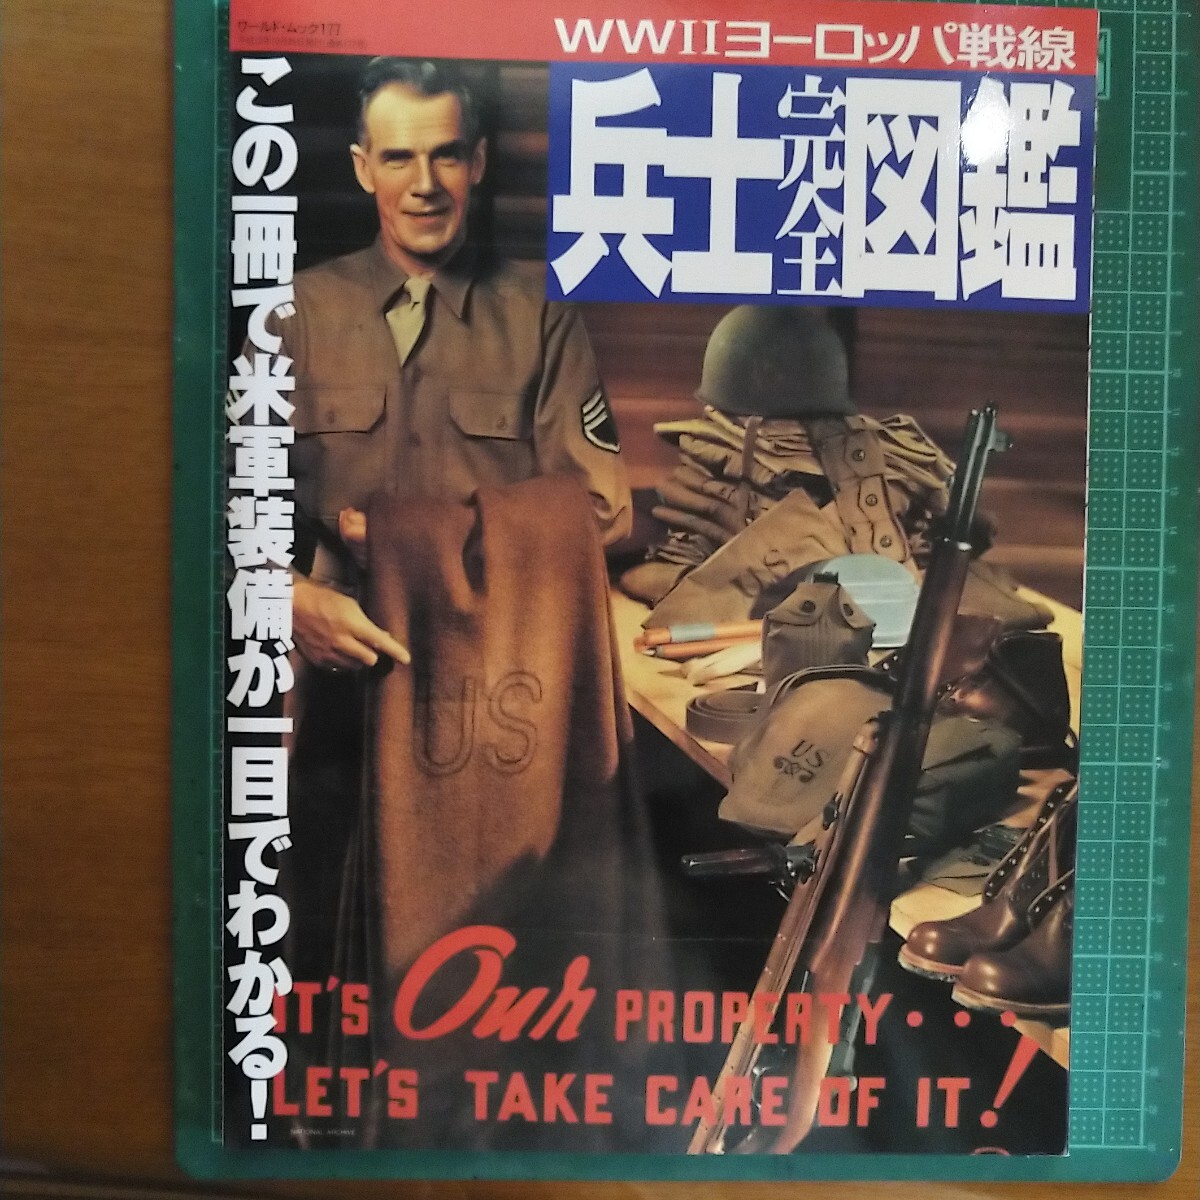 ワールド・ムック177
WWIIヨーロッパ戦線
兵士完全図鑑
この一冊で米軍装備が一目でわかる!
US
US
US
IT'S Our PROPERTY...
LET'S TAKE CARE OF IT!
NATIONAL ARCHIVE